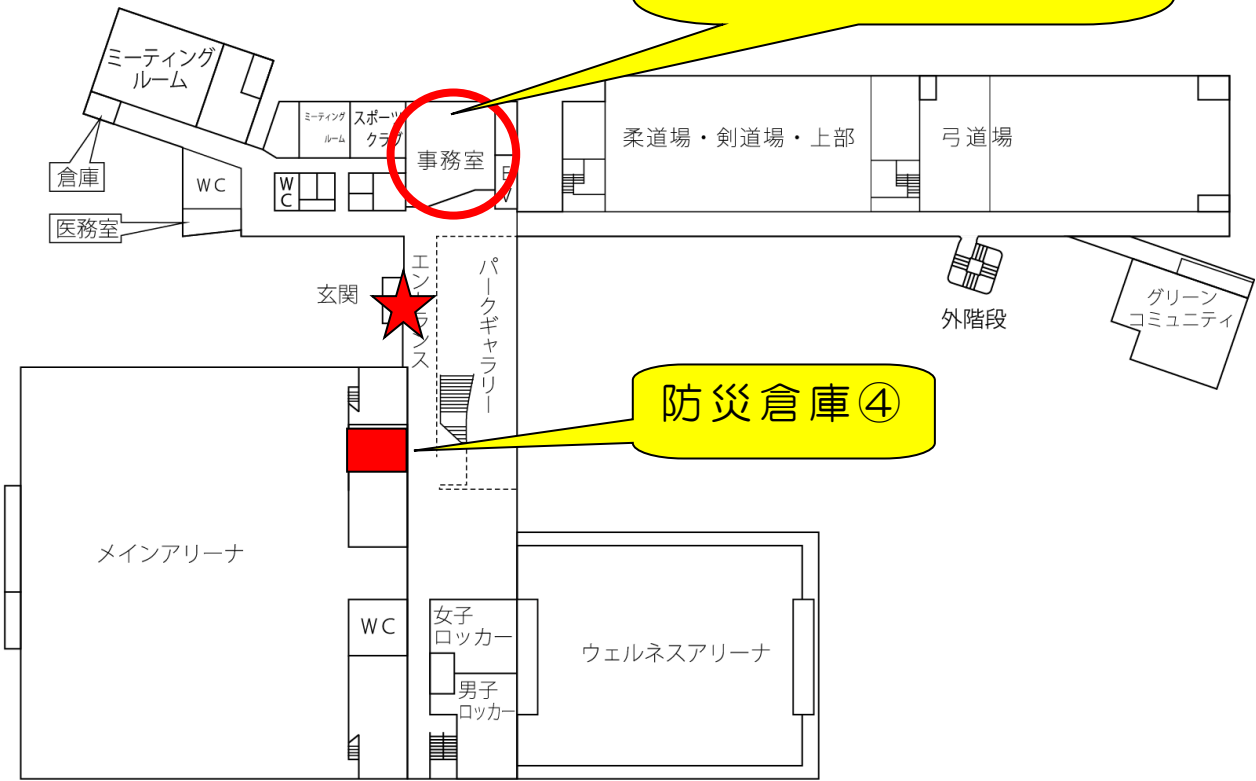 ミーティング
ルーム
ミーティング
ルーム
スポーツ
クラブ
事務室
EV
柔道場・剣道場・上部
弓道場
倉庫
WC
WC
医務室
玄関
エントランス
パークギャラリー
外階段
グリーン
コミュニティ
防災倉庫④
メインアリーナ
WC
女子
ロッカー
男子
ロッカー
ウェルネスアリーナ